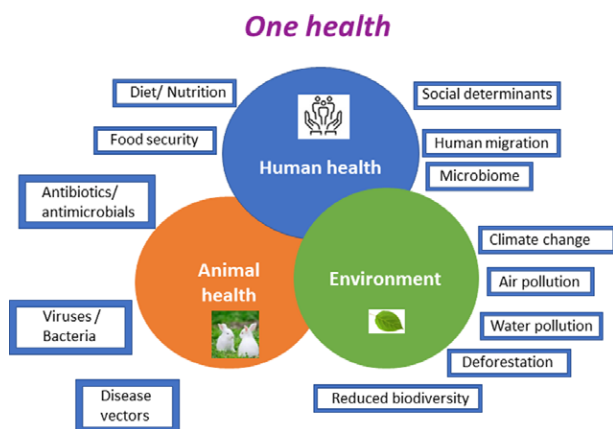 One health
Diet/ Nutrition
Social determinants
Food security
Human migration
Human health
Microbiome
Antibiotics/
antimicrobials
Climate change
Animal
health
Environment
Air pollution
Viruses /
Bacteria
Water pollution
Deforestation
Disease
vectors
Reduced biodiversity